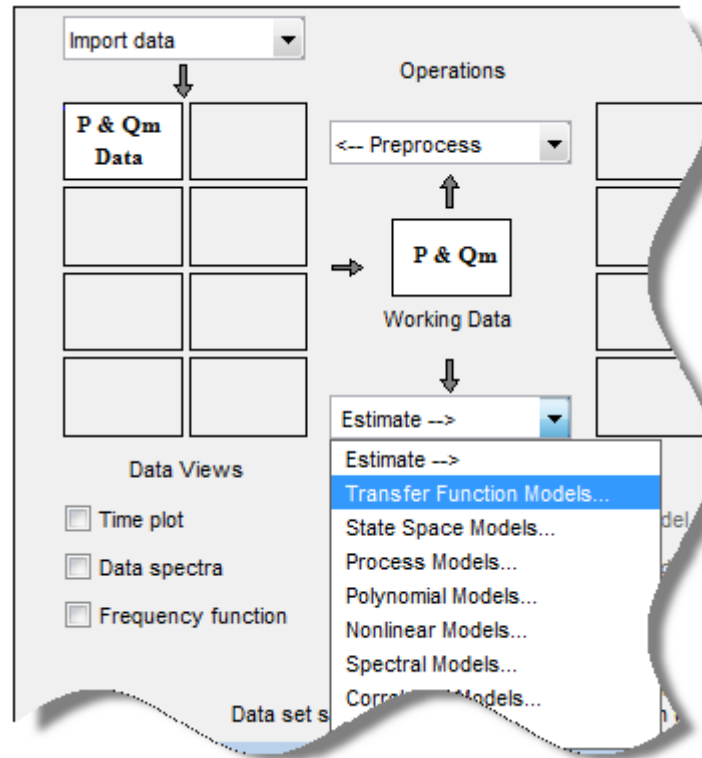 Import data
Operations
P & Qm
Data
<-- Preprocess
P & Qm
Working Data
Estimate -->
Estimate -->
Transfer Function Models...
State Space Models...
Process Models...
Polynomial Models...
Nonlinear Models...
Spectral Models...
Models...
Data Views
Time plot
Data spectra
Frequency function
Data set